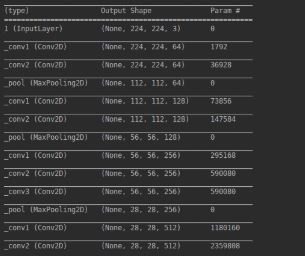 (type) Output Shape Param #
1 (InputLayer) (None, 224, 224, 3) 0
_conv1 (Conv2D) (None, 224, 224, 64) 1792
_conv2 (Conv2D) (None, 224, 224, 64) 36928
_pool (MaxPooling2D) (None, 112, 112, 64) 0
_conv1 (Conv2D) (None, 112, 112, 128) 73856
_conv2 (Conv2D) (None, 112, 112, 128) 147584
_pool (MaxPooling2D) (None, 56, 56, 128) 0
_conv1 (Conv2D) (None, 56, 56, 256) 295168
_conv2 (Conv2D) (None, 56, 56, 256) 590080
_conv3 (Conv2D) (None, 56, 56, 256) 590080
_pool (MaxPooling2D) (None, 28, 28, 256) 0
_conv1 (Conv2D) (None, 28, 28, 512) 1180160
_conv2 (Conv2D) (None, 28, 28, 512) 2359808